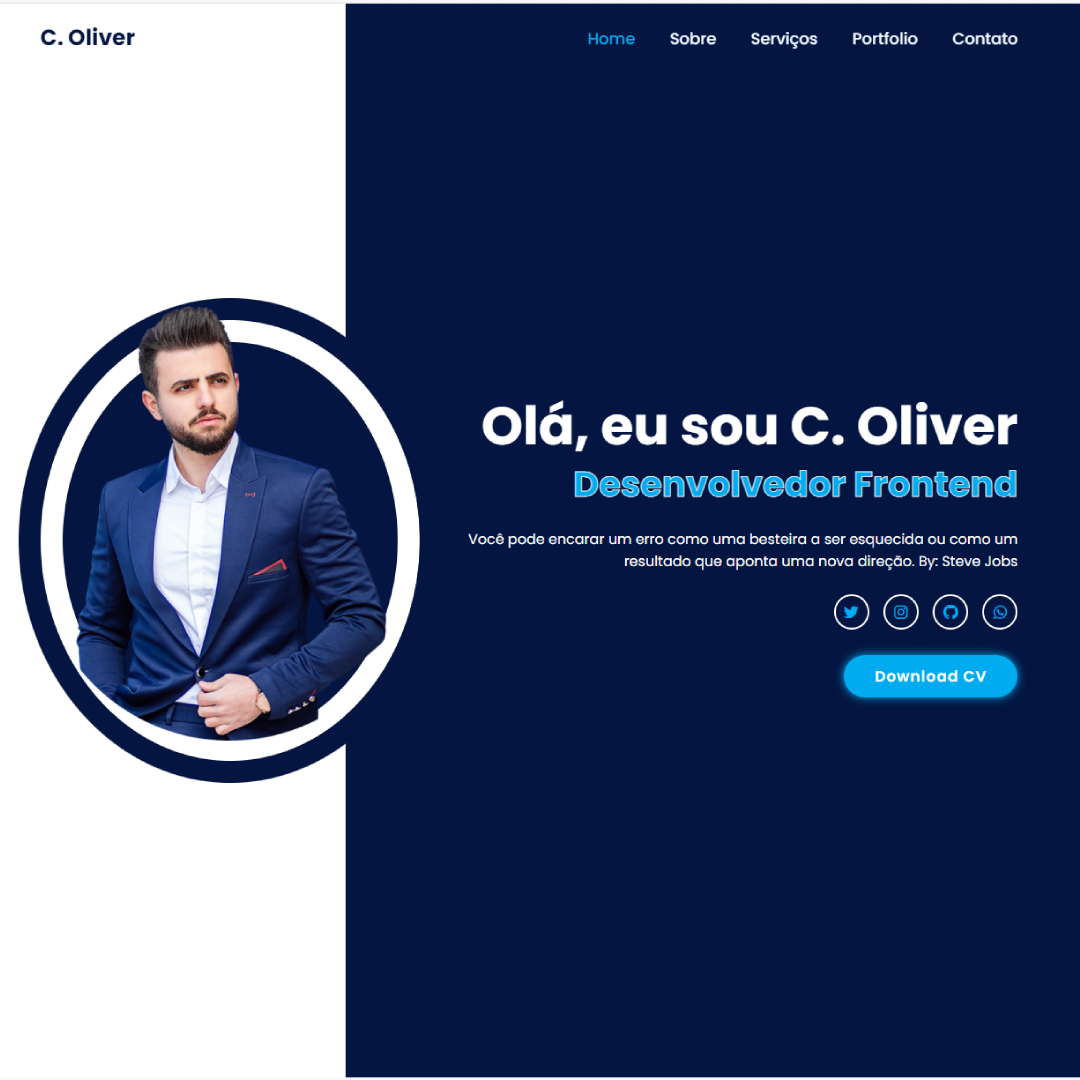 C. Oliver
Home Sobre Serviços Portfolio Contato
Olá, eu sou C. Oliver
Desenvolvedor Frontend
Você pode encarar um erro como uma besteira a ser esquecida ou como um
resultado que aponta uma nova direção. By: Steve Jobs
Download CV